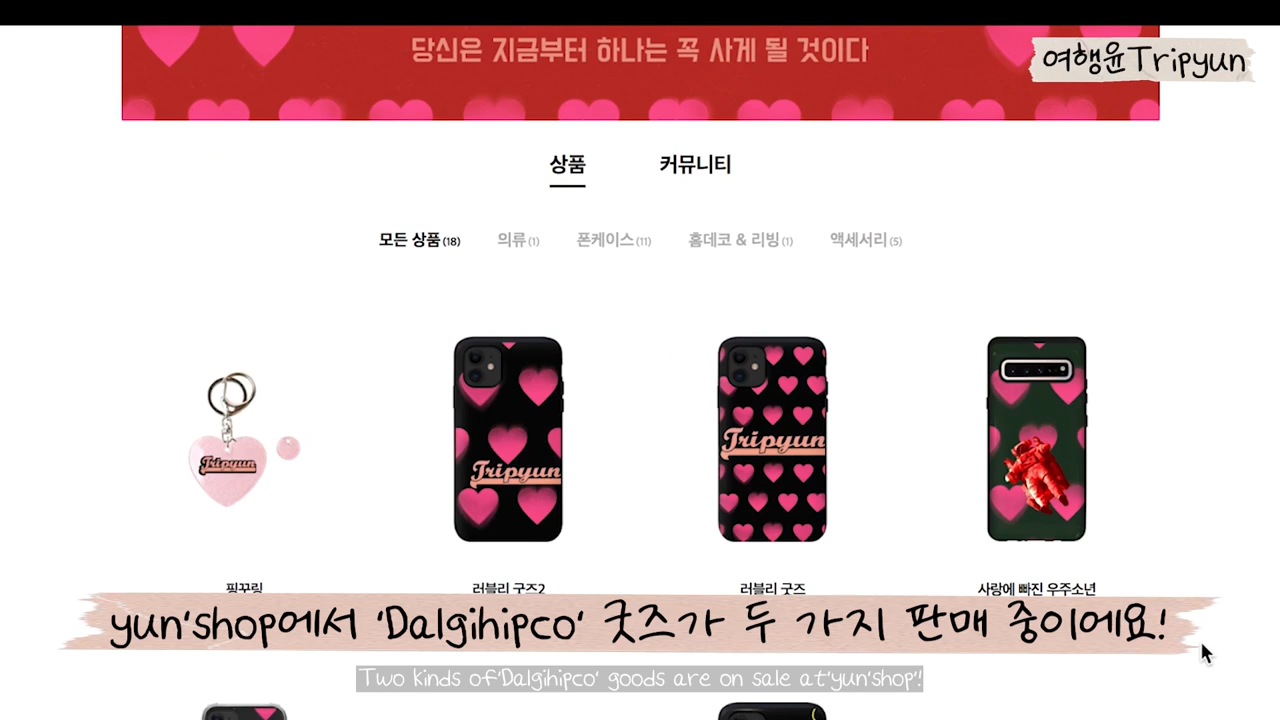 당신은 지금부터 하나는 꼭 사게 될 것이다
여행윤Tripyun
상품 커뮤니티
모든 상품(18) 의류(1) 폰케이스(11) 홈데코 & 리빙(1) 액세서리(5)
Tripyun
Tripyun
Tripyun
핑꾸링 러블리 굿즈2 러블리 굿즈 사랑에 빠진 우주소년
yun'shop에서 'Dalgihipco' 굿즈가 두 가지 판매 중이에요!
Two kinds of'Dalgihipco' goods are on sale at'yun'shop'!